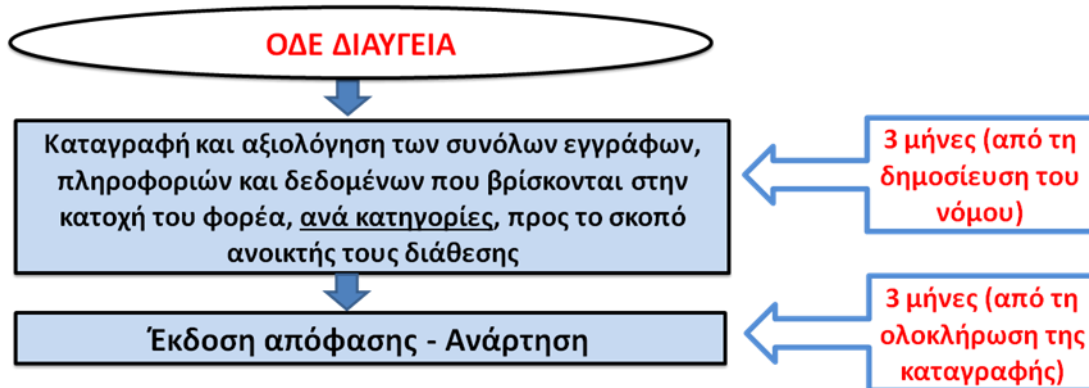 ΟΔΕ ΔΙΑΥΓΕΙΑ
Καταγραφή και αξιολόγηση των συνόλων εγγράφων,
πληροφοριών και δεδομένων που βρίσκονται στην
κατοχή του φορέα, ανά κατηγορίες, προς το σκοπό
ανοικτής τους διάθεσης
3 μήνες (από τη
δημοσίευση του
νόμου)
Έκδοση απόφασης - Ανάρτηση
3 μήνες (από τη
ολοκλήρωση της
καταγραφής)